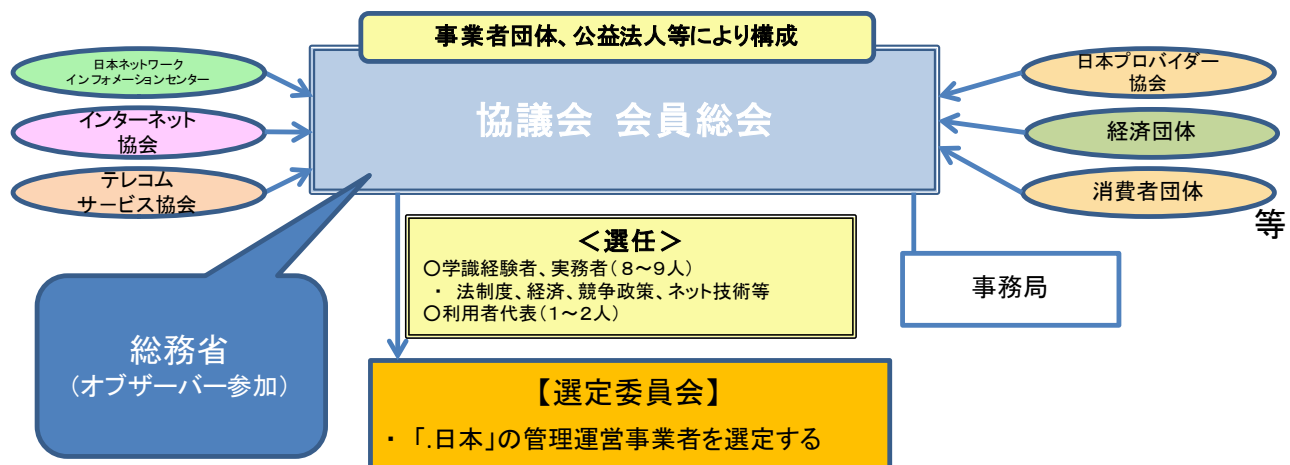 事業者団体、公益法人等により構成
協議会 会員総会
日本ネットワーク
インフォメーションセンター
インターネット
協会
テレコム
サービス協会
日本プロバイダー
協会
経済団体
消費者団体
等
総務省
（オブザーバー参加）
＜選任＞
○学識経験者、実務者（８～９人）
・ 法制度、経済、競争政策、ネット技術等
○利用者代表（１～２人）
事務局
【選定委員会】
・ 「.日本」の管理運営事業者を選定する